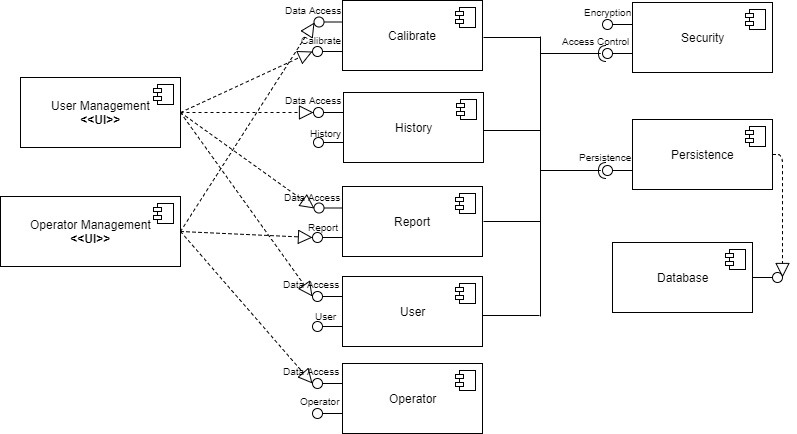 Data Access
Calibrate
Calibrate
Encryption
Access Control
Security
User Management
<<UI>>
Data Access
History
History
Persistence
Persistence
Operator Management
<<UI>>
Data Access
Report
Report
Database
Data Access
User
User
Data Access
Operator
Operator